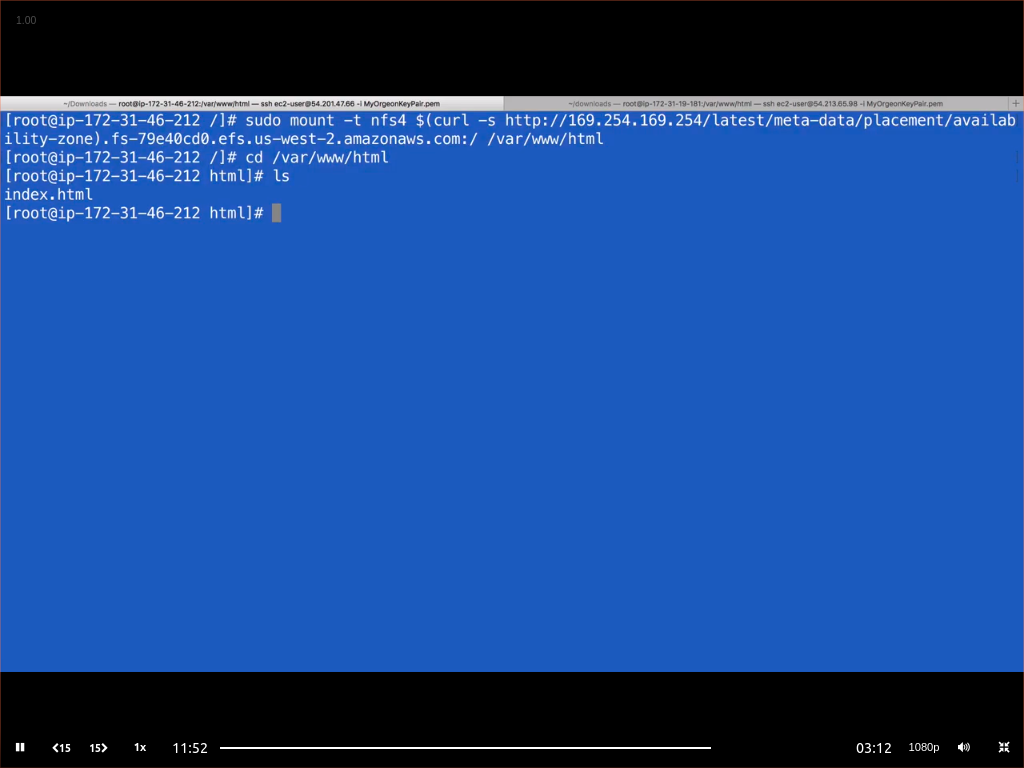 1.00
~/Downloads — root@ip-172-31-46-212:/var/www/html — ssh ec2-user@54.201.47.66 -i MyOrgeonKeyPair.pem
~/downloads — root@ip-172-31-19-181:/var/www/html — ssh ec2-user@54.213.65.98 -i MyOrgeonKeyPair.pem
+
[root@ip-172-31-46-212 /]# sudo mount -t nfs4 $(curl -s http://169.254.169.254/latest/meta-data/placement/availab
ility-zone).fs-79e40cd0.efs.us-west-2.amazonaws.com:/ /var/www/html
[root@ip-172-31-46-212 /]# cd /var/www/html
[root@ip-172-31-46-212 html]# ls
index.html
[root@ip-172-31-46-212 html]#
15 15 1x 11:52 03:12 1080p